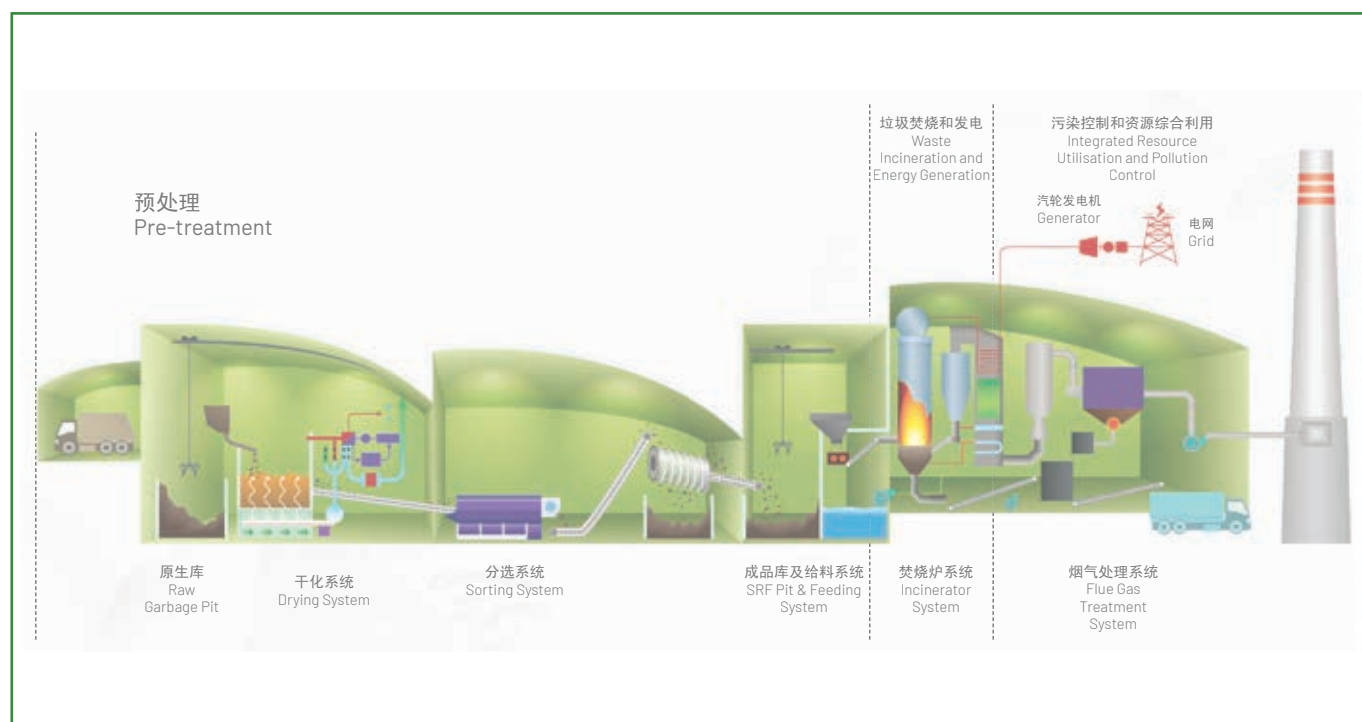 预处理
Pre-treatment
垃圾焚烧和发电
Waste
Incineration and
Energy Generation
污染控制和资源综合利用
Integrated Resource
Utilisation and Pollution
Control
汽轮发电机
Generator
电网
Grid
原生库
Raw
Garbage Pit
干化系统
Drying System
分选系统
Sorting System
成品库及给料系统
SRF Pit & Feeding
System
焚烧炉系统
Incinerator
System
烟气处理系统
Flue Gas
Treatment
System